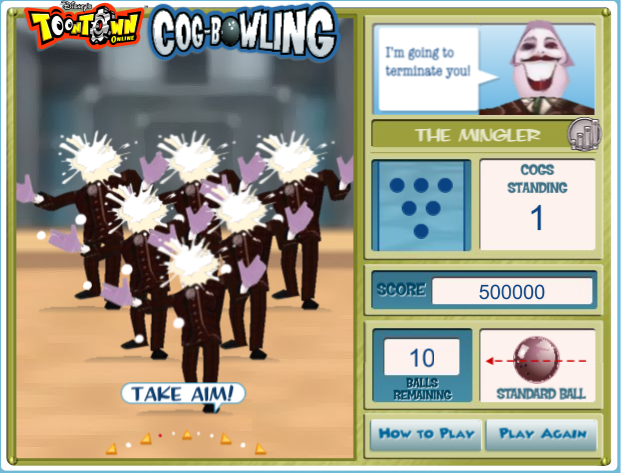 Disney's
TOONTOWN
ONLINE
™
COG-BOWLING
I'm going to
terminate you!
THE MINGLER
COGS
STANDING
1
SCORE 500000
10
BALLS
REMAINING
STANDARD BALL
TAKE AIM!
HOW TO PLAY
PLAY AGAIN